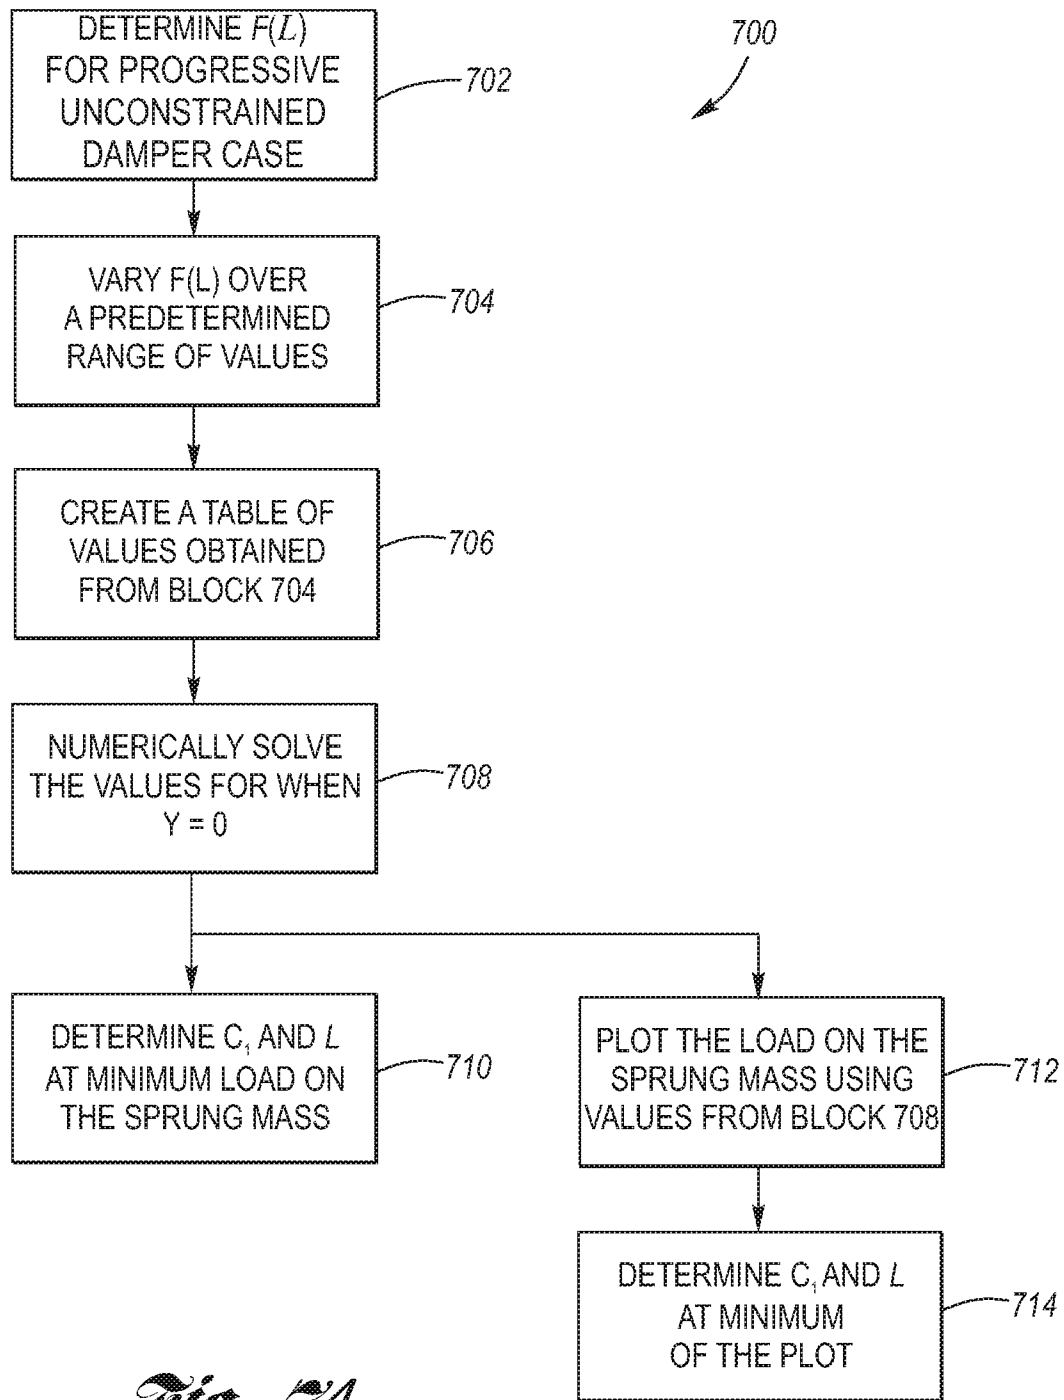 DETERMINE F(L)
FOR PROGRESSIVE
UNCONSTRAINED
DAMPER CASE
702
700
VARY F(L) OVER
A PREDETERMINED
RANGE OF VALUES
704
CREATE A TABLE OF
VALUES OBTAINED
FROM BLOCK 704
706
NUMERICALLY SOLVE
THE VALUES FOR WHEN
Y = 0
708
DETERMINE C₁ AND L
AT MINIMUM LOAD ON
THE SPRUNG MASS
710
PLOT THE LOAD ON THE
SPRUNG MASS USING
VALUES FROM BLOCK 708
712
DETERMINE C₁ AND L
AT MINIMUM
OF THE PLOT
714